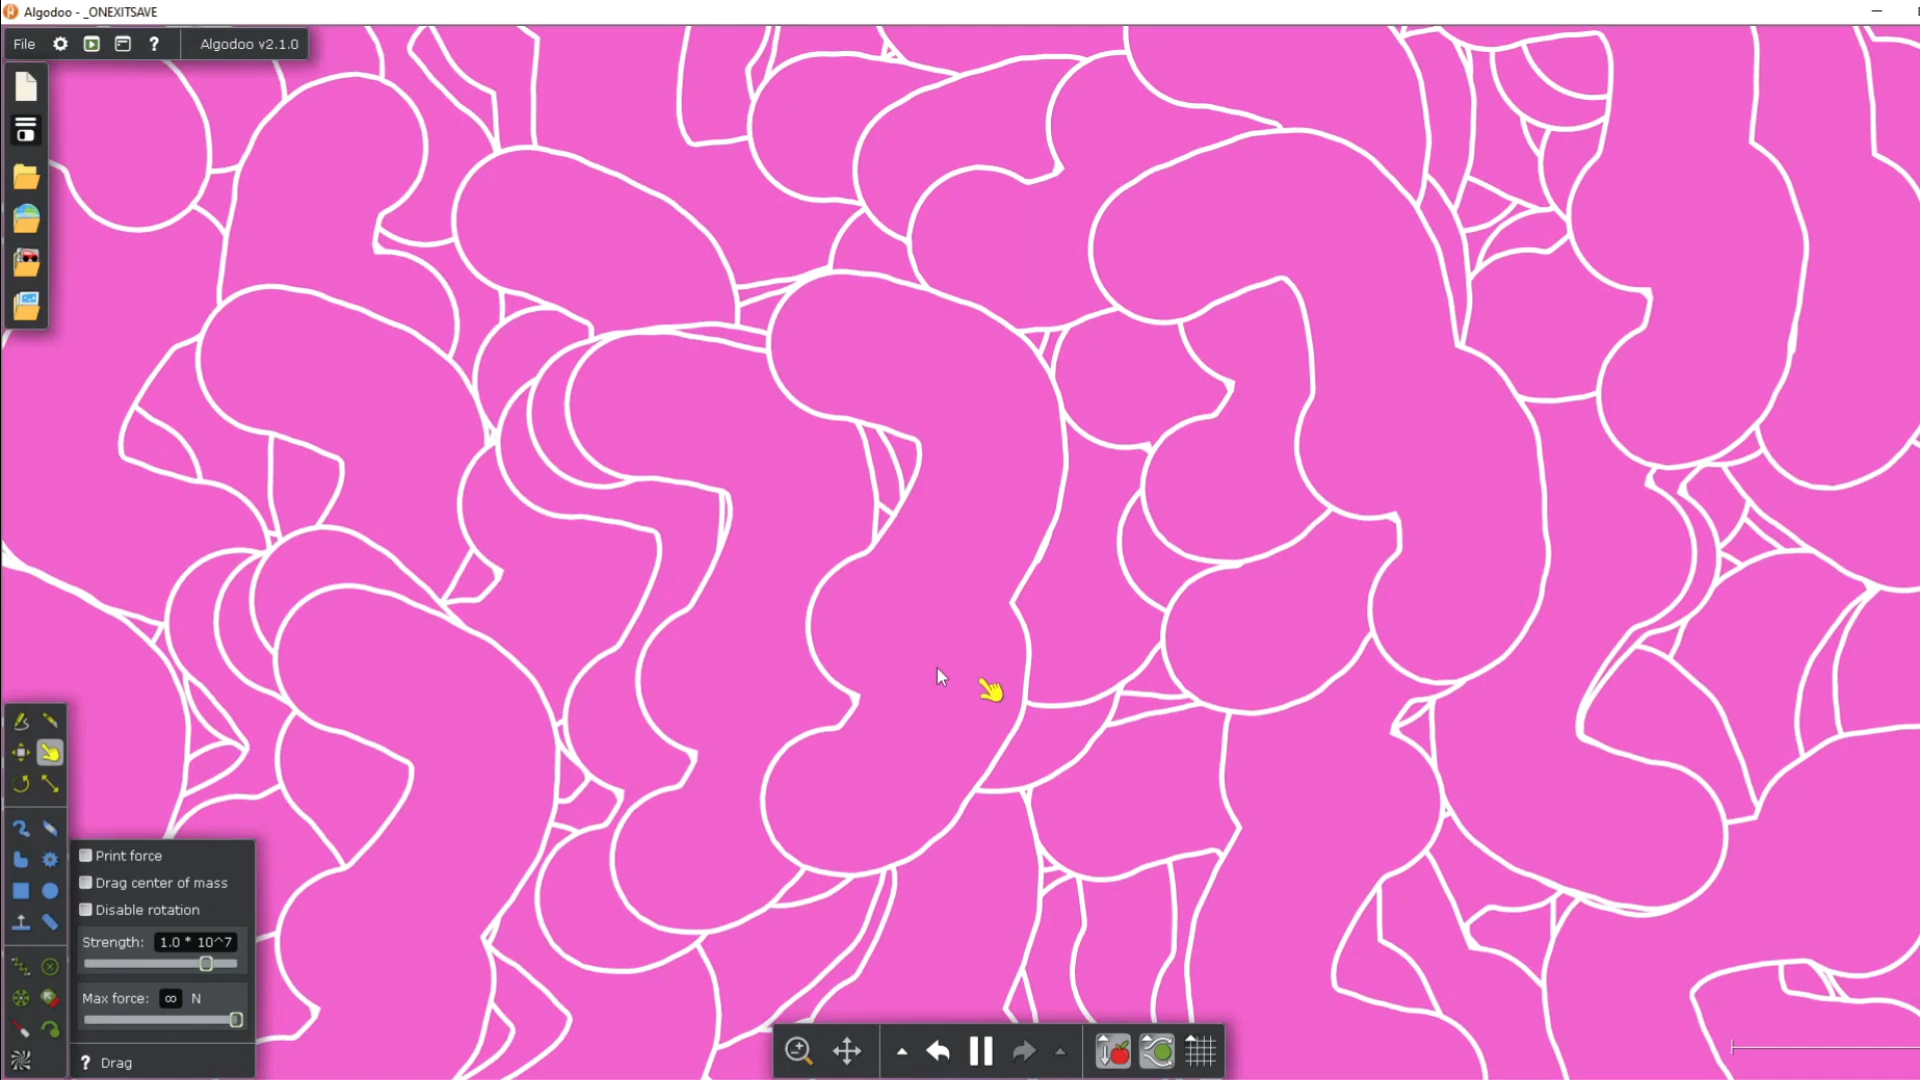 Algodoo - _ONEXITSAVE
File ? Algodoo v2.1.0
Print force
Drag center of mass
Disable rotation
Strength: 1.0 * 10^7
Max force: ∞ N
? Drag